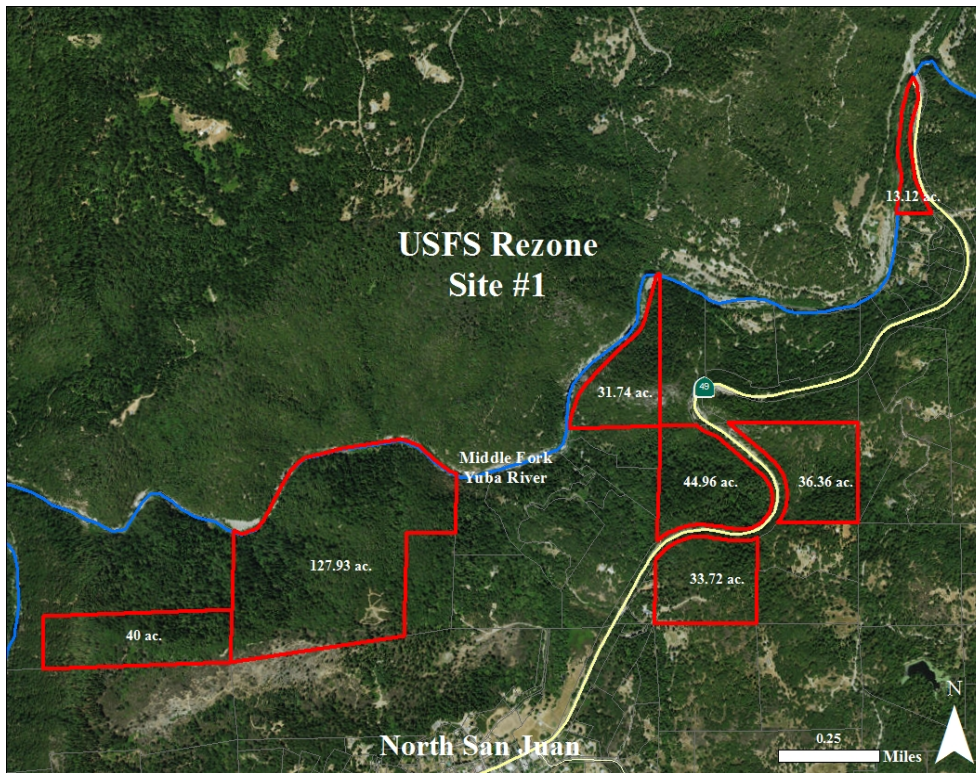 13.12 ac.
USFS Rezone
Site #1
49
31.74 ac.
Middle Fork
Yuba River
44.96 ac.
36.36 ac.
127.93 ac.
33.72 ac.
40 ac.
N
North San Juan
0.25
Miles